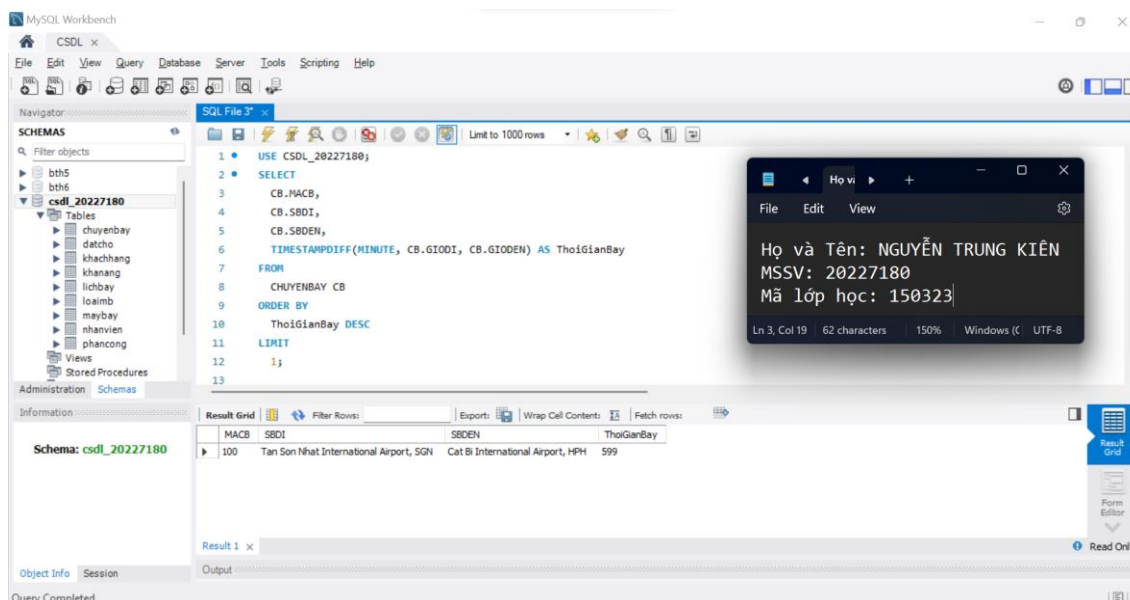 MySQL Workbench
CSDL
File Edit View Query Database Server Tools Scripting Help
Navigator
SCHEMAS
Filter objects
bth5
bth6
csdl_20227180
Tables
chuyenbay
datcho
khachhang
khanang
lichbay
loaimb
maybay
nhanvien
phancong
Views
Stored Procedures
Administration Schemas
Information
Schema: csdl_20227180
Object Info Session
Query Completed
SQL File 3*
Limit to 1000 rows
1 USE CSDL_20227180;
2 SELECT
3 CB.MACB,
4 CB.SBDI,
5 CB.SBDEN,
6 TIMESTAMPDIFF(MINUTE, CB.GIODI, CB.GIODEN) AS ThoiGianBay
7 FROM
8 CHUYENBAY CB
9 ORDER BY
10 ThoiGianBay DESC
11 LIMIT
12 1;
13
Họ
File Edit View
Họ và Tên: NGUYỄN TRUNG KIÊN
MSSV: 20227180
Mã lớp học: 150323
Ln 3, Col 19 62 characters 150% Windows (C UTF-8
Result Grid Filter Rows: Export: Wrap Cell Content: Fetch rows:
MACB SBDI SBDEN ThoiGianBay
100 Tan Son Nhat International Airport, SGN Cat Bi International Airport, HPH 599
Result Grid
Form Editor
Result 1
Read Onl
Output